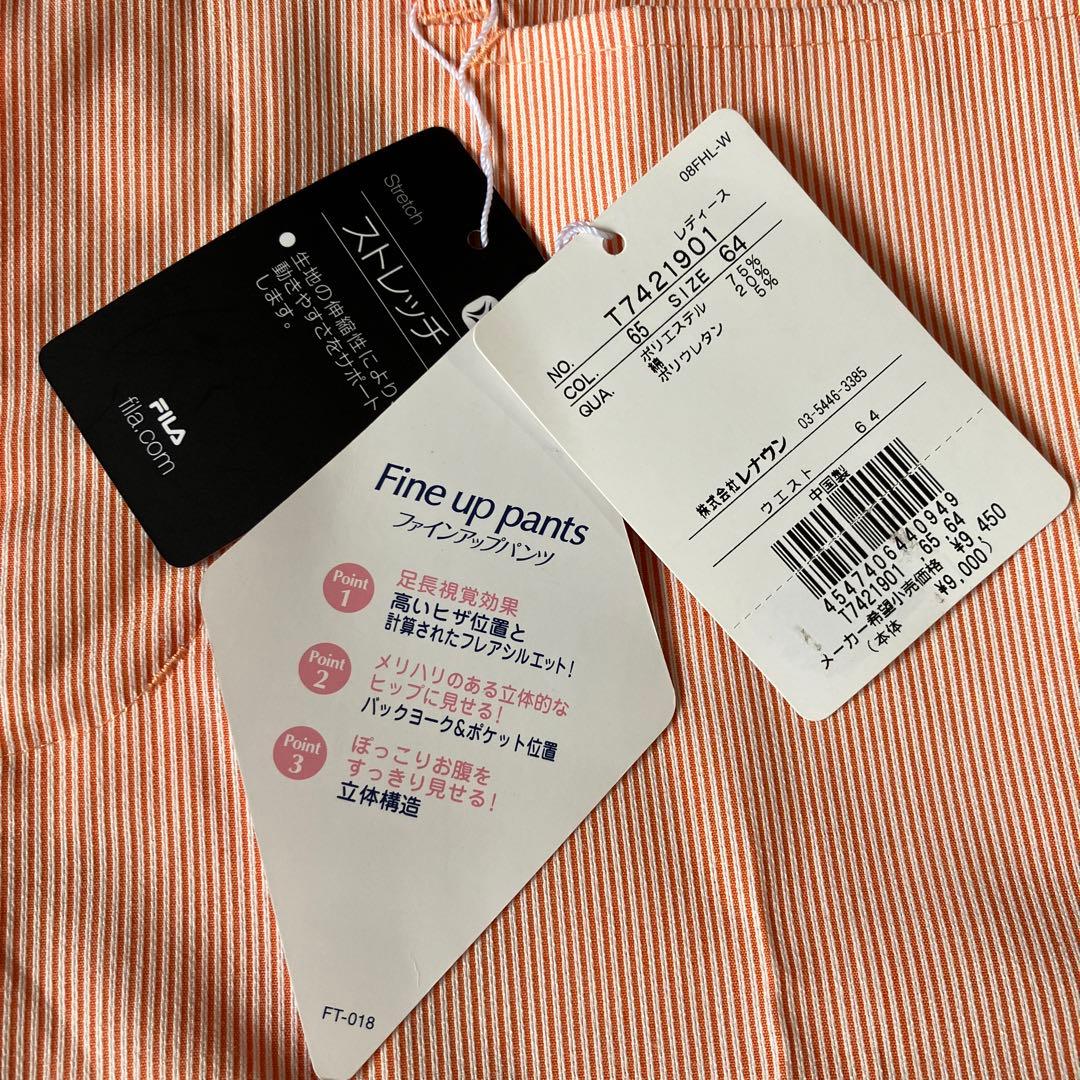 Stretch
ストレッチ
●生地の伸縮性により
動きやすさをサポート
します。
FILA
fila.com
Fine up pants
ファインアップパンツ
Point 1
足長視覚効果
高いヒザ位置と
計算されたフレアシルエット!
Point 2
メリハリのある立体的な
ヒップに見せる!
バックヨーク&ポケット位置
Point 3
ぽっこりお腹を
すっきり見せる!
立体構造
FT-018
08FHL-W
レディース
NO. T7421901
COL. 65 SIZE 64
QUA. ポリエステル 75%
綿 20%
ポリウレタン 5%
株式会社レナウン 03-5446-3385
ウエスト 64
中国製
4547406440949
T7421901 65 64
メーカー希望小売価格 ¥9,450
(本体 ¥9,000)